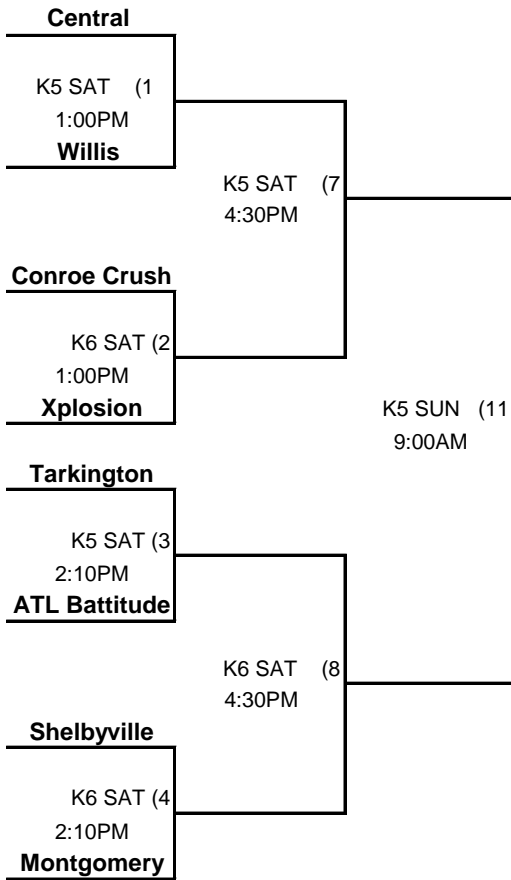 Central
K5 SAT (1
1:00PM
Willis
K5 SAT (7
4:30PM
Conroe Crush
K6 SAT (2
1:00PM
Xplosion
K5 SUN (11
9:00AM
Tarkington
K5 SAT (3
2:10PM
ATL Battitude
K6 SAT (8
4:30PM
Shelbyville
K6 SAT (4
2:10PM
Montgomery